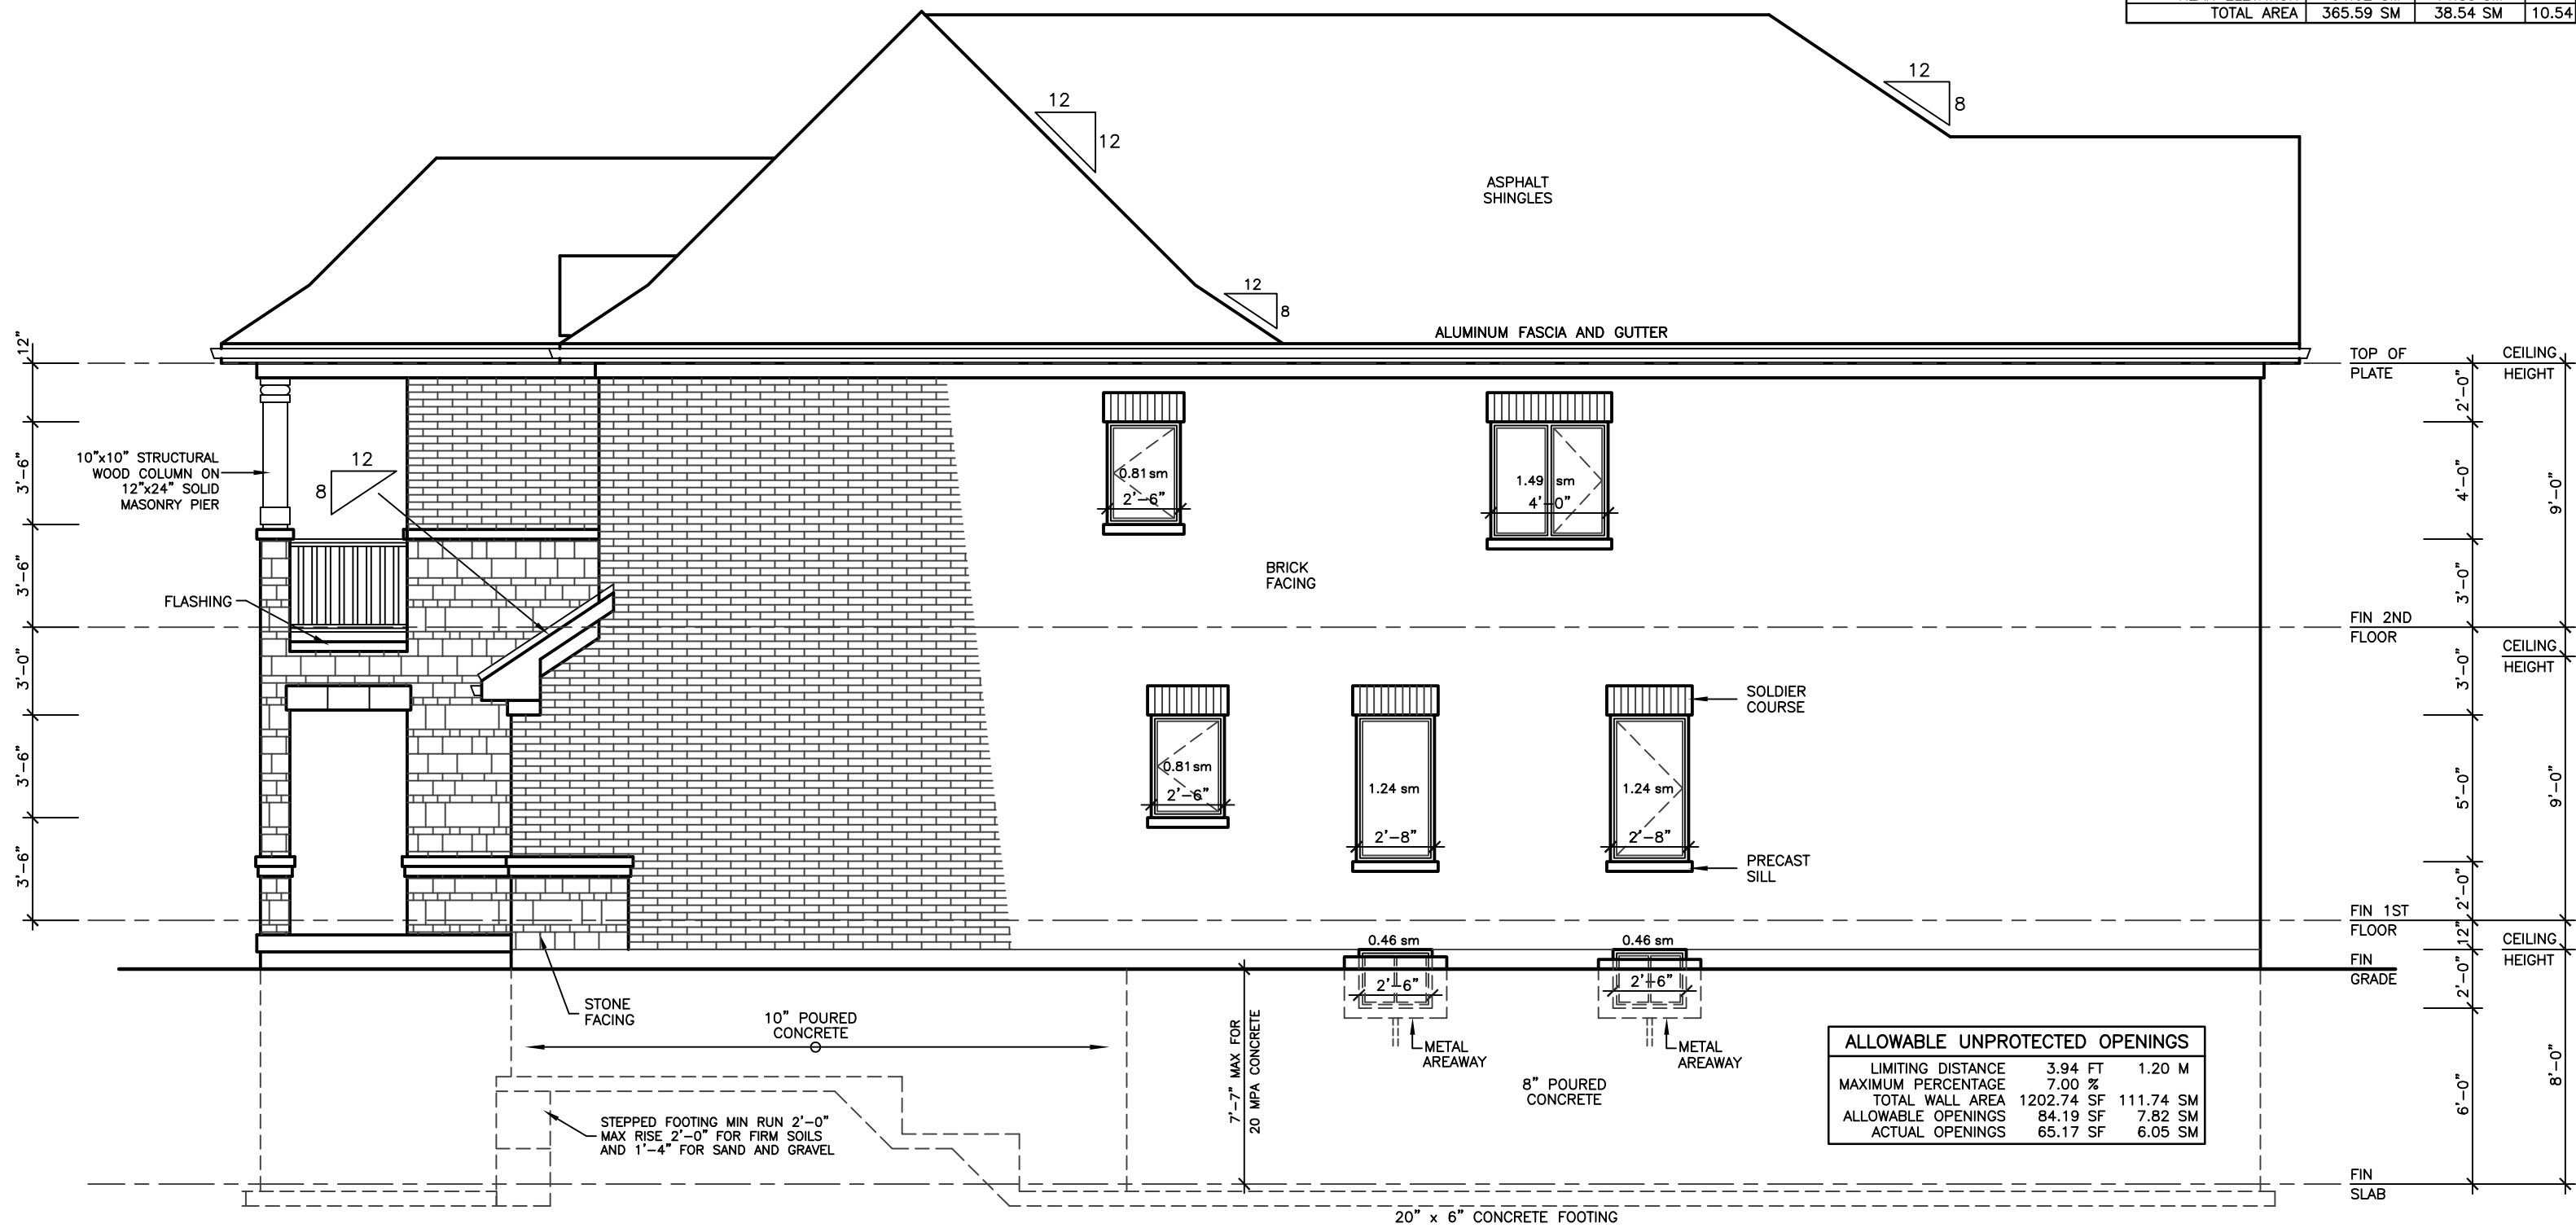 TOTAL AREA 365.59 SM 38.54 SM 10.54
12
8
12
12
ASPHALT
SHINGLES
12
8
ALUMINUM FASCIA AND GUTTER
12"
3'-6"
3'-6"
3'-0"
3'-6"
3'-6"
10"x10" STRUCTURAL
WOOD COLUMN ON
12"x24" SOLID
MASONRY PIER
12
8
FLASHING
0.81 sm
2'-6"
1.49 sm
4'-0"
BRICK
FACING
0.81 sm
2'-6"
1.24 sm
2'-8"
1.24 sm
2'-8"
SOLDIER
COURSE
PRECAST
SILL
TOP OF
PLATE
CEILING
HEIGHT
2'-0"
4'-0"
3'-0"
9'-0"
FIN 2ND
FLOOR
CEILING
HEIGHT
3'-0"
5'-0"
2'-0"
9'-0"
FIN 1ST
FLOOR
12"
CEILING
HEIGHT
FIN
GRADE
2'-0"
6'-0"
8'-0"
FIN
SLAB
0.46 sm
2'-6"
0.46 sm
2'-6"
METAL
AREAWAY
METAL
AREAWAY
STONE
FACING
10" POURED
CONCRETE
7'-7" MAX FOR
20 MPA CONCRETE
8" POURED
CONCRETE
STEPPED FOOTING MIN RUN 2'-0"
MAX RISE 2'-0" FOR FIRM SOILS
AND 1'-4" FOR SAND AND GRAVEL
ALLOWABLE UNPROTECTED OPENINGS
LIMITING DISTANCE 3.94 FT 1.20 M
MAXIMUM PERCENTAGE 7.00 %
TOTAL WALL AREA 1202.74 SF 111.74 SM
ALLOWABLE OPENINGS 84.19 SF 7.82 SM
ACTUAL OPENINGS 65.17 SF 6.05 SM
20" x 6" CONCRETE FOOTING